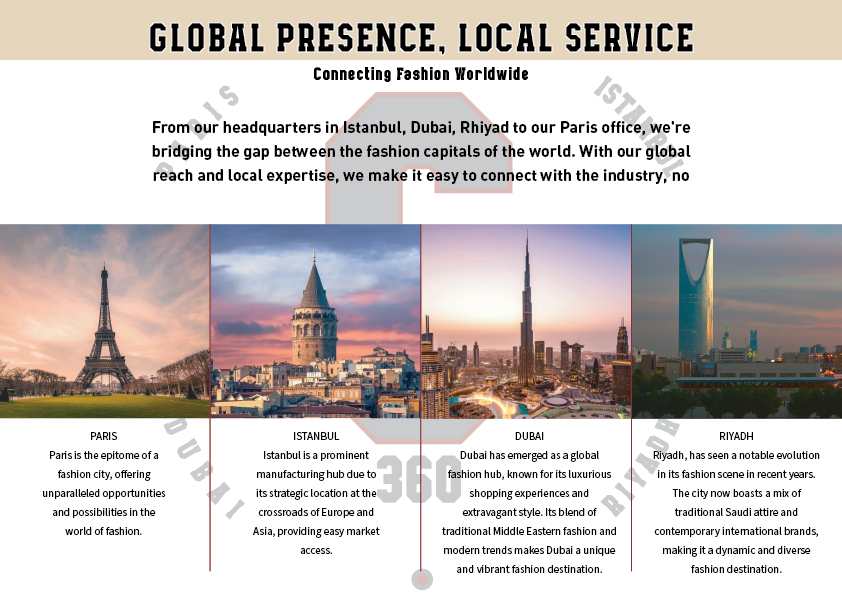 GLOBAL PRESENCE, LOCAL SERVICE
Connecting Fashion Worldwide
ISTANBUL
From our headquarters in Istanbul, Dubai, Rhiyad to our Paris office, we're
bridging the gap between the fashion capitals of the world. With our global
reach and local expertise, we make it easy to connect with the industry, no
PARIS
Paris is the epitome of a
fashion city, offering
unparalleled opportunities
and possibilities in the
world of fashion.
ISTANBUL
Istanbul is a prominent
manufacturing hub due to
its strategic location at the
crossroads of Europe and
Asia, providing easy market
access.
DUBAI
Dubai has emerged as a global
fashion hub, known for its luxurious
shopping experiences and
extravagant style. Its blend of
traditional Middle Eastern fashion and
modern trends makes Dubai a unique
and vibrant fashion destination.
RIYADH
Riyadh, has seen a notable evolution
in its fashion scene in recent years.
The city now boasts a mix of
traditional Saudi attire and
contemporary international brands,
making it a dynamic and diverse
fashion destination.
DUBAI
360
RIYADH